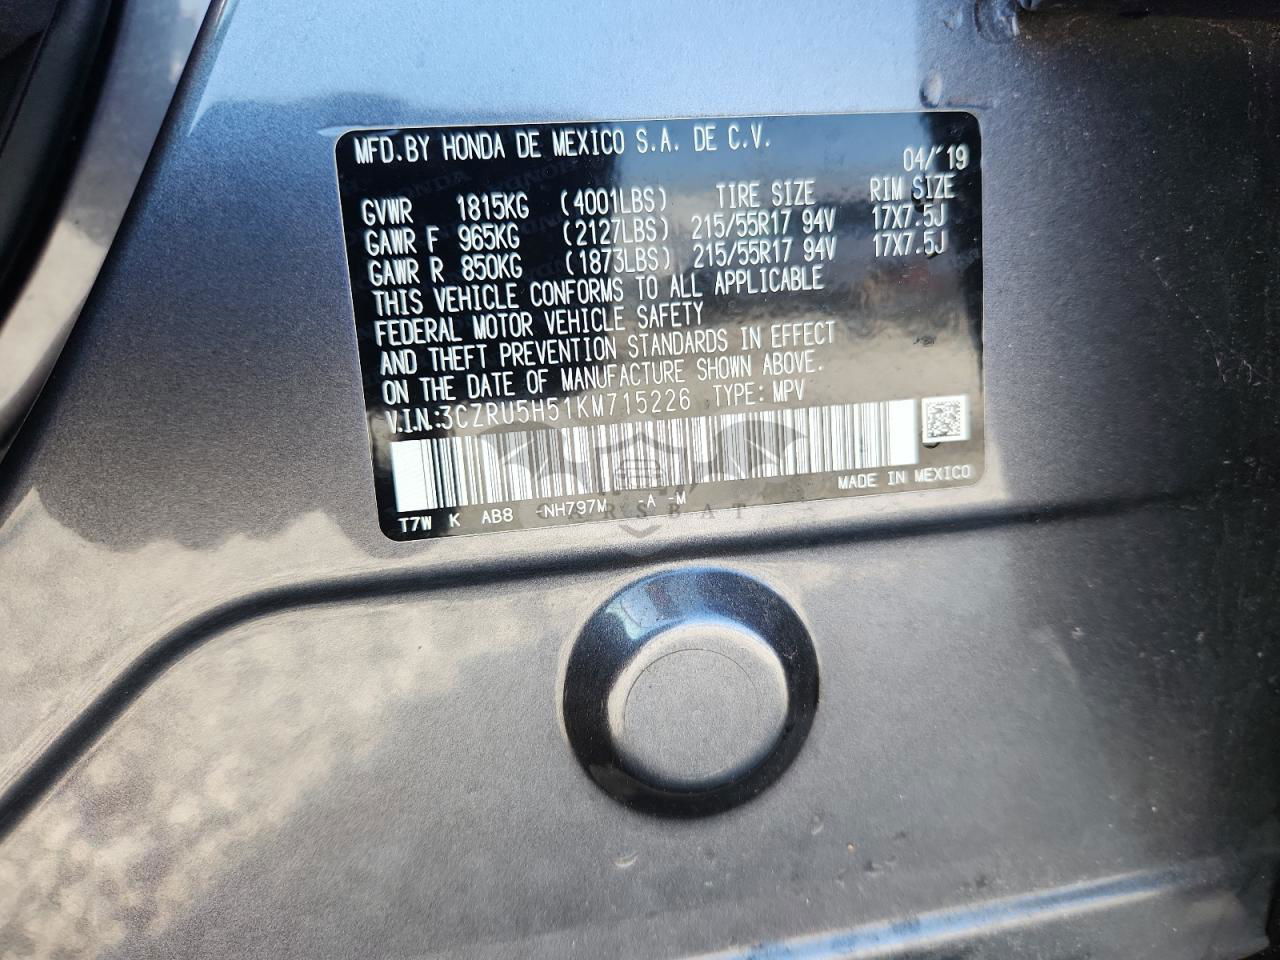 MFD.BY HONDA DE MEXICO S.A. DE C.V.
04/'19
GVWR 1815KG (4001LBS) TIRE SIZE RIM SIZE
GAWR F 965KG (2127LBS) 215/55R17 94V 17X7.5J
GAWR R 850KG (1873LBS) 215/55R17 94V 17X7.5J
THIS VEHICLE CONFORMS TO ALL APPLICABLE
FEDERAL MOTOR VEHICLE SAFETY
AND THEFT PREVENTION STANDARDS IN EFFECT
ON THE DATE OF MANUFACTURE SHOWN ABOVE.
V.I.N.:3CZRU5H51KM715226 TYPE: MPV
MADE IN MEXICO
T7W K AB8 -NH797M -A -M
CARSBAT